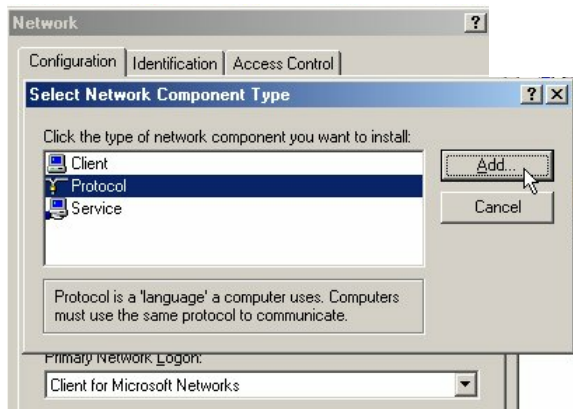 Network
Configuration Identification Access Control
Select Network Component Type
Click the type of network component you want to install:
Client
Protocol
Service
Add...
Cancel
Protocol is a 'language' a computer uses. Computers
must use the same protocol to communicate.
Primary Network Logon:
Client for Microsoft Networks